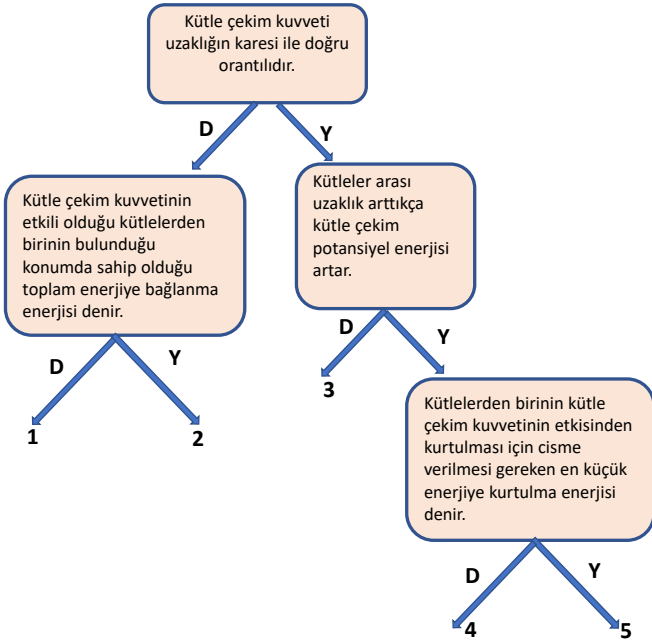 Kütle çekim kuvveti
uzaklığın karesi ile doğru
orantılıdır.
D
Y
Kütle çekim kuvvetinin
etkili olduğu kütlelerden
birinin bulunduğu
konumda sahip olduğu
toplam enerjiye bağlanma
enerjisi denir.
Kütleler arası
uzaklık arttıkça
kütle çekim
potansiyel enerjisi
artar.
D
Y
D
Y
1
2
3
Kütlelerden birinin kütle
çekim kuvvetinin etkisinden
kurtulması için cisme
verilmesi gereken en küçük
enerjiye kurtulma enerjisi
denir.
D
Y
4
5